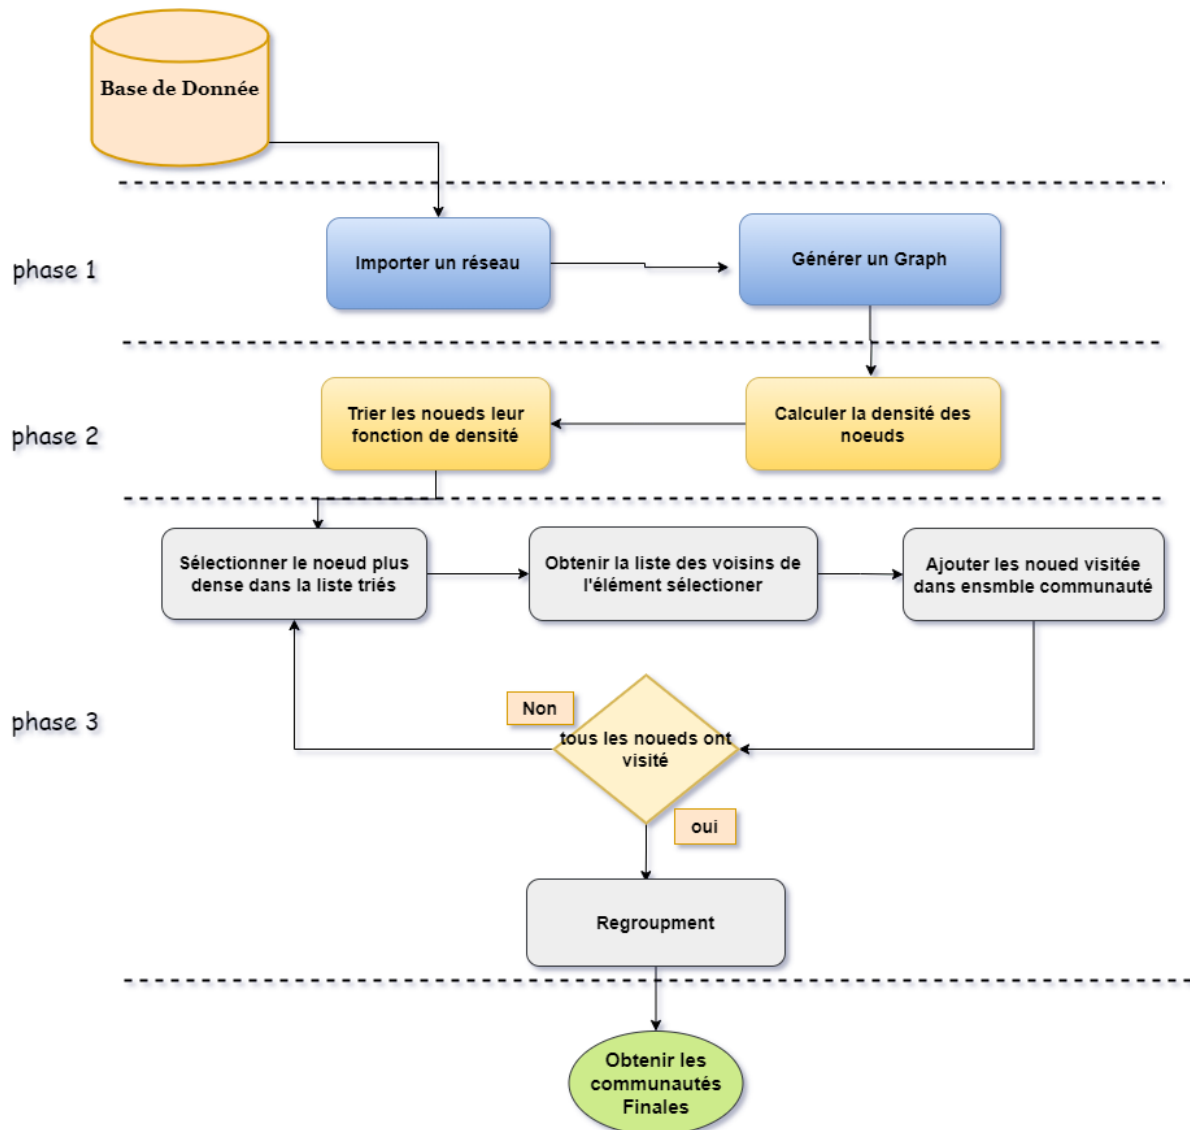 Base de Donnée
phase 1
Importer un réseau
Générer un Graph
phase 2
Trier les noueds leur
fonction de densité
Calculer la densité des
noeuds
Sélectionner le noeud plus
dense dans la liste triés
Obtenir la liste des voisins de
l'élément sélectioner
Ajouter les noued visitée
dans ensmble communauté
phase 3
Non
tous les noueds ont
visité
oui
Regroupment
Obtenir les
communautés
Finales